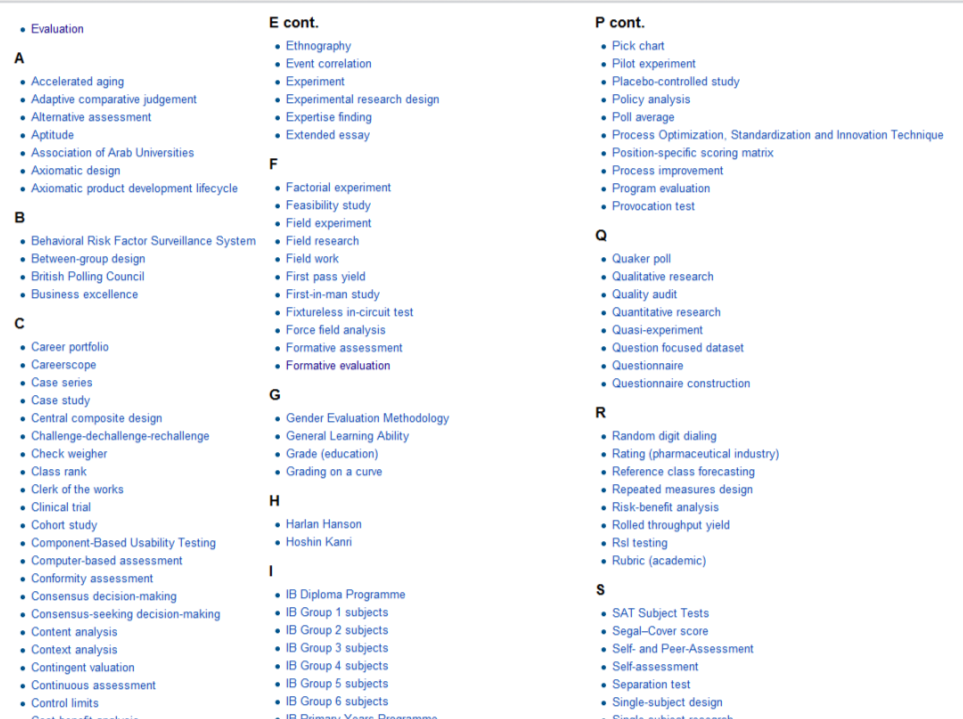 Evaluation
A
Accelerated aging
Adaptive comparative judgement
Alternative assessment
Aptitude
Association of Arab Universities
Axiomatic design
Axiomatic product development lifecycle
B
Behavioral Risk Factor Surveillance System
Between-group design
British Polling Council
Business excellence
C
Career portfolio
Careerscope
Case series
Case study
Central composite design
Challenge-dechallenge-rechallenge
Check weigher
Class rank
Clerk of the works
Clinical trial
Cohort study
Component-Based Usability Testing
Computer-based assessment
Conformity assessment
Consensus decision-making
Consensus-seeking decision-making
Content analysis
Context analysis
Contingent valuation
Continuous assessment
Control limits
Cost-benefit analysis
E cont.
Ethnography
Event correlation
Experiment
Experimental research design
Expertise finding
Extended essay
F
Factorial experiment
Feasibility study
Field experiment
Field research
Field work
First pass yield
First-in-man study
Fixtureless in-circuit test
Force field analysis
Formative assessment
Formative evaluation
G
Gender Evaluation Methodology
General Learning Ability
Grade (education)
Grading on a curve
H
Harlan Hanson
Hoshin Kanri
I
IB Diploma Programme
IB Group 1 subjects
IB Group 2 subjects
IB Group 3 subjects
IB Group 4 subjects
IB Group 5 subjects
IB Group 6 subjects
IB Primary Years Programme
P cont.
Pick chart
Pilot experiment
Placebo-controlled study
Policy analysis
Poll average
Process Optimization, Standardization and Innovation Technique
Position-specific scoring matrix
Process improvement
Program evaluation
Provocation test
Q
Quaker poll
Qualitative research
Quality audit
Quantitative research
Quasi-experiment
Question focused dataset
Questionnaire
Questionnaire construction
R
Random digit dialing
Rating (pharmaceutical industry)
Reference class forecasting
Repeated measures design
Risk-benefit analysis
Rolled throughput yield
Rsl testing
Rubric (academic)
S
SAT Subject Tests
Segal–Cover score
Self- and Peer-Assessment
Self-assessment
Separation test
Single-subject design
Single-subject research